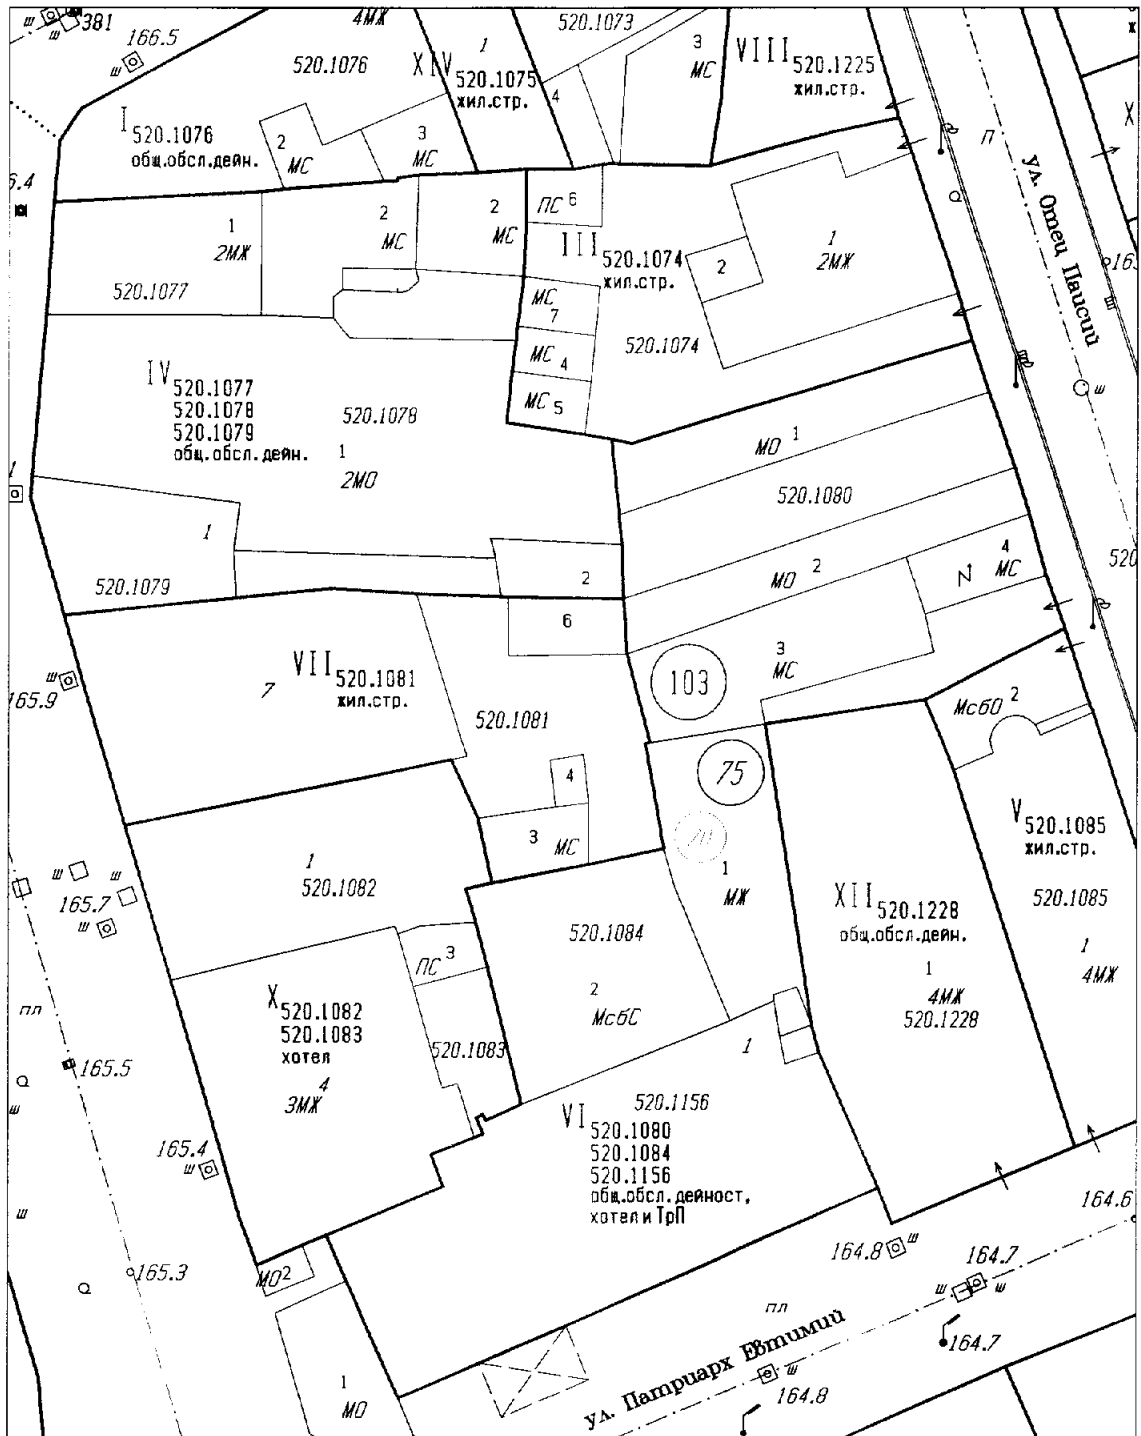 ш
381
ш
4МЖ
520.1073
166.5
ш
520.1076
XIV
1
520.1075
жил.стр.
3
МС
VIII
520.1225
жил.стр.
4
I
520.1076
общ.обсл.дейн.
2
МС
3
МС
X
П
ул. Отец Паисий
1
2МЖ
2
МС
2
МС
ПС 6
III
520.1074
жил.стр.
2
1
2МЖ
520.1077
МС
7
МС 4
МС 5
520.1074
ш
IV
520.1077
520.1078
520.1079
общ.обсл.дейн.
520.1078
1
2МО
МО 1
520.1080
1
520.1079
2
МО 2
4
МС
520
6
VII
520.1081
жил.стр.
7
ш
165.9
520.1081
103
3
МС
МсбО 2
4
75
3
МС
1
МЖ
V
520.1085
жил.стр.
1
520.1082
ш
ш
165.7
ш
520.1084
XII
520.1228
общ.обсл.дейн.
520.1085
ПС 3
2
МсбС
1
4МЖ
520.1228
1
4МЖ
пл
X
520.1082
520.1083
хотел
520.1083
1
165.5
ш
4
3МЖ
520.1156
VI
520.1080
520.1084
520.1156
общ.обсл.дейност,
хотел и ТрП
165.4
ш
ш
164.6
164.8
ш
164.7
165.3
МО 2
ш
ш
пл
164.7
ул. Патриарх Евтимий
ш
164.8
1
МО